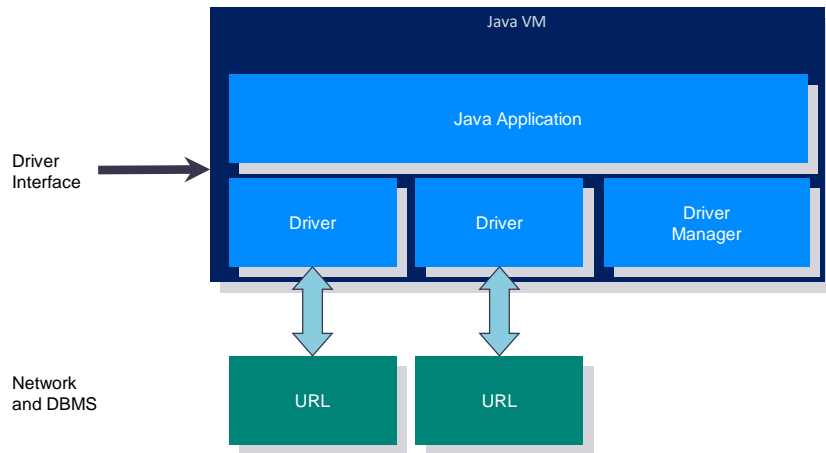 Java VM
Java Application
Driver
Interface
Driver
Driver
Driver
Manager
Network
and DBMS
URL
URL